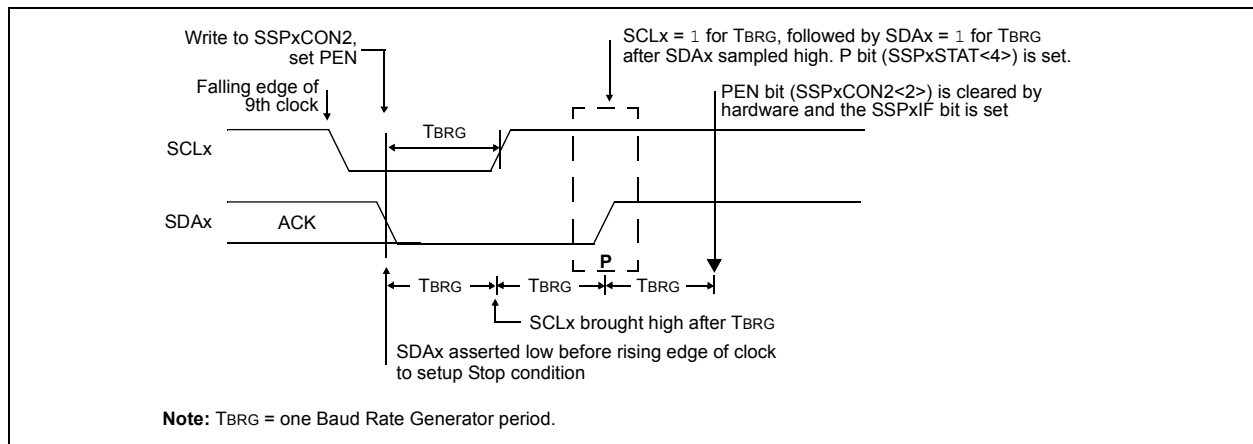 Write to SSPxCON2,
set PEN
SCLx = 1 for TBRG, followed by SDAx = 1 for TBRG
after SDAx sampled high. P bit (SSPxSTAT<4>) is set.
Falling edge of
9th clock
PEN bit (SSPxCON2<2>) is cleared by
hardware and the SSPxIF bit is set
TBRG
SCLx
SDAx
ACK
P
TBRG
TBRG
TBRG
SCLx brought high after TBRG
SDAx asserted low before rising edge of clock
to setup Stop condition
Note: TBRG = one Baud Rate Generator period.